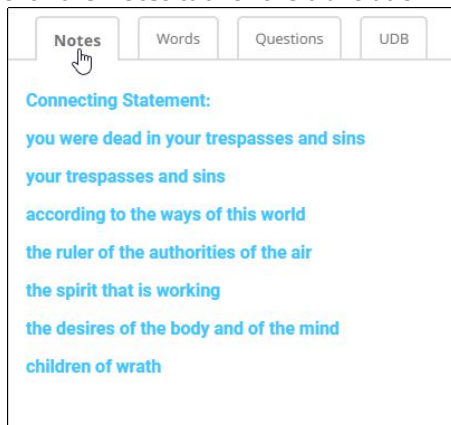 Notes Words Questions UDB
Connecting Statement:
you were dead in your trespasses and sins
your trespasses and sins
according to the ways of this world
the ruler of the authorities of the air
the spirit that is working
the desires of the body and of the mind
children of wrath